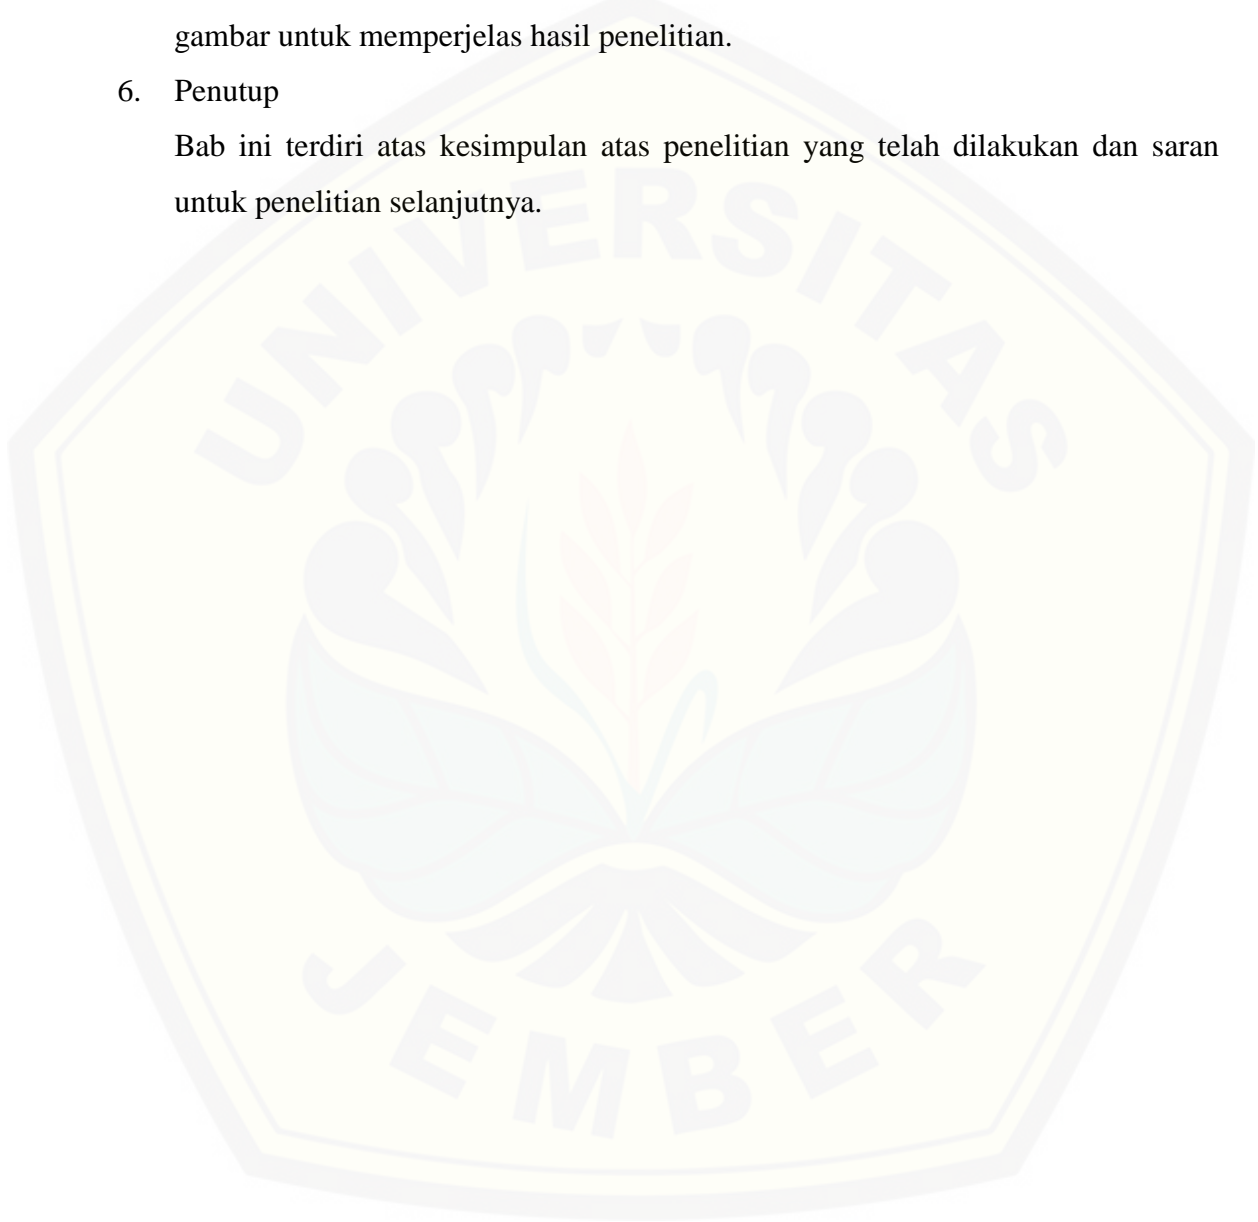 gambar untuk memperjelas hasil penelitian.
6. Penutup
Bab ini terdiri atas kesimpulan atas penelitian yang telah dilakukan dan saran
untuk penelitian selanjutnya.
UNIVERSITAS
JEMBER